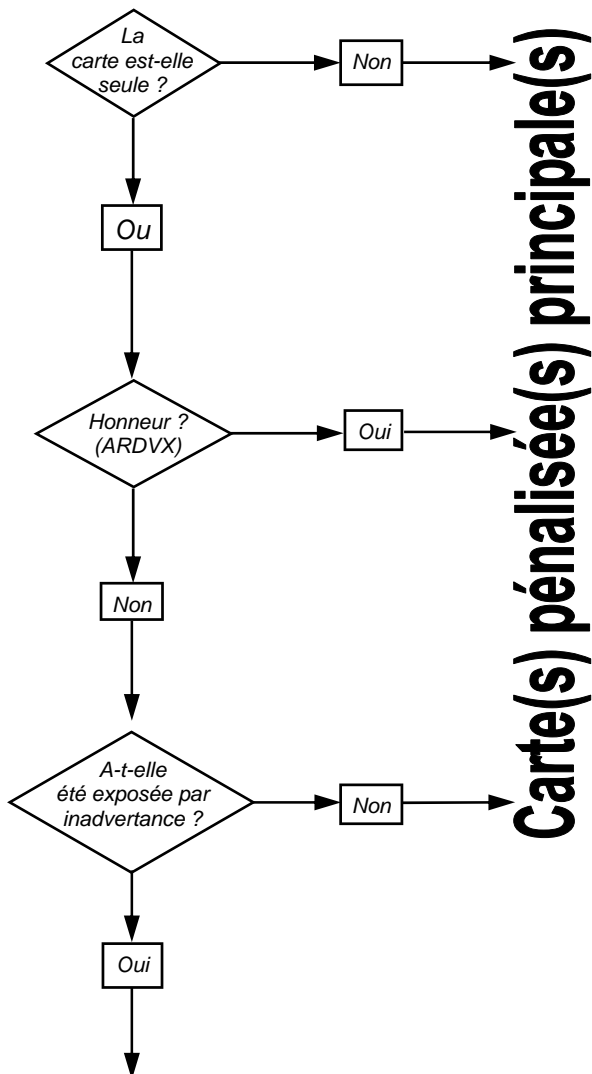 La
carte est-elle
seule ?
Non
Ou
Honneur ?
(ARDVX)
Oui
Non
A-t-elle
été exposée par
inadvertance ?
Non
Oui
Carte(s) pénalisée(s) principale(s)